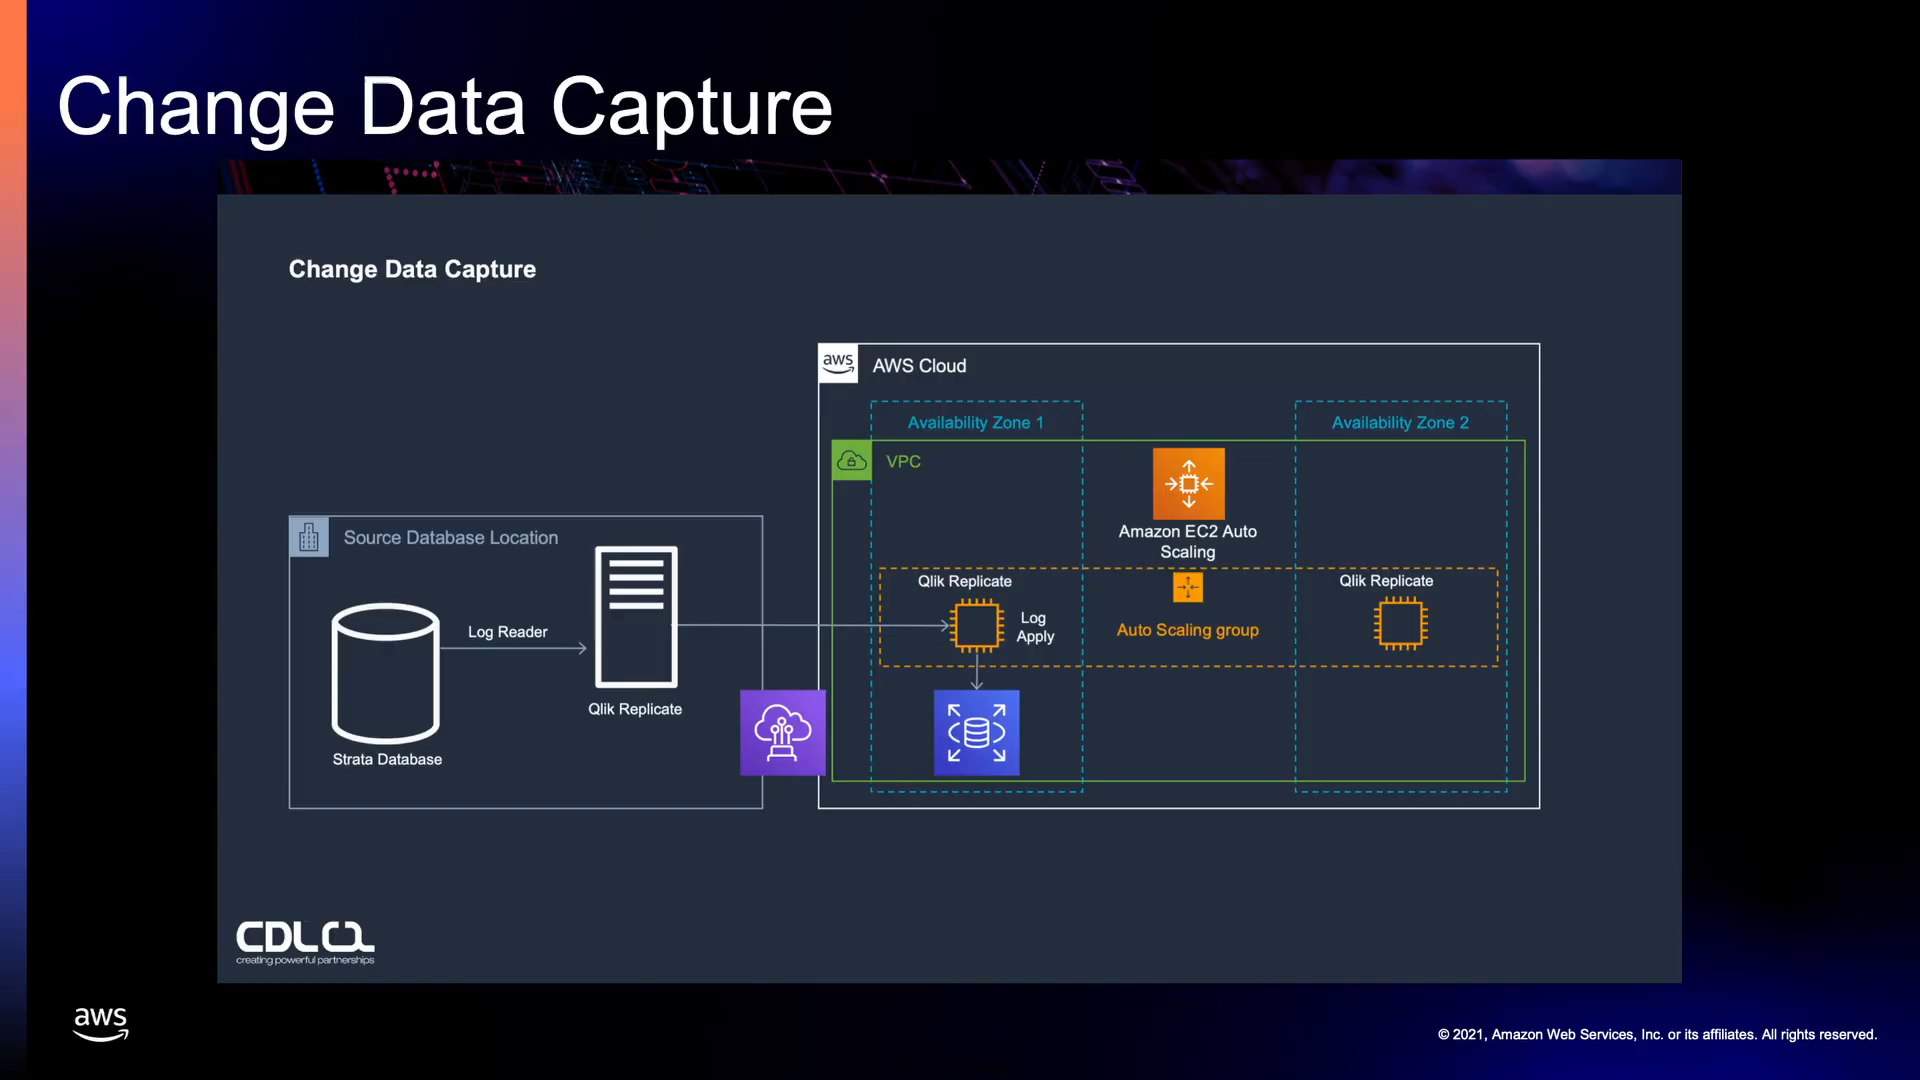 Change Data Capture
Change Data Capture
aws
AWS Cloud
Availability Zone 1
Availability Zone 2
VPC
Amazon EC2 Auto
Scaling
Source Database Location
Qlik Replicate
Log
Apply
Auto Scaling group
Qlik Replicate
Log Reader
Qlik Replicate
Strata Database
CDL
creating powerful partnerships
aws
© 2021, Amazon Web Services, Inc. or its affiliates. All rights reserved.